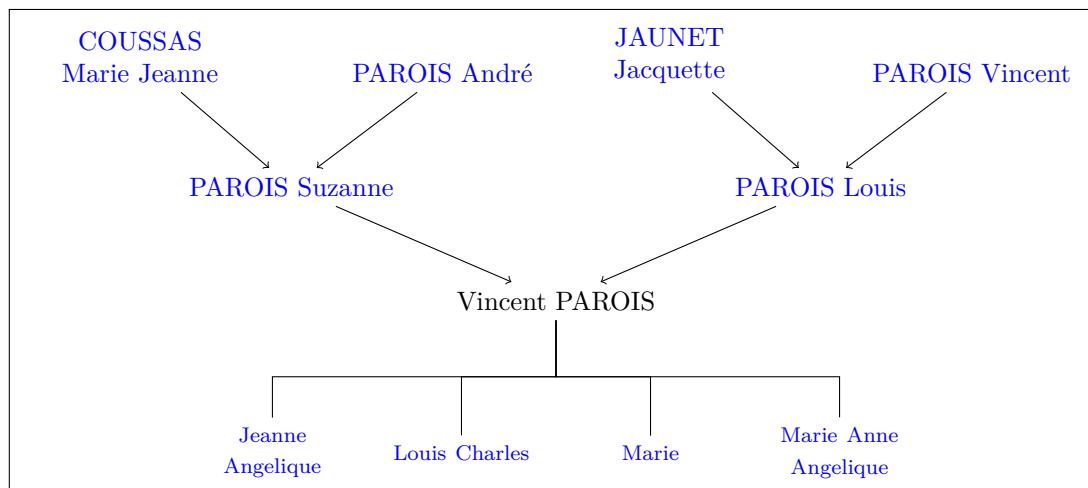 COUSSAS
Marie Jeanne
PAROIS André
JAUNET
Jacquette
PAROIS Vincent
PAROIS Suzanne
PAROIS Louis
Vincent PAROIS
Jeanne
Angelique
Louis Charles
Marie
Marie Anne
Angelique